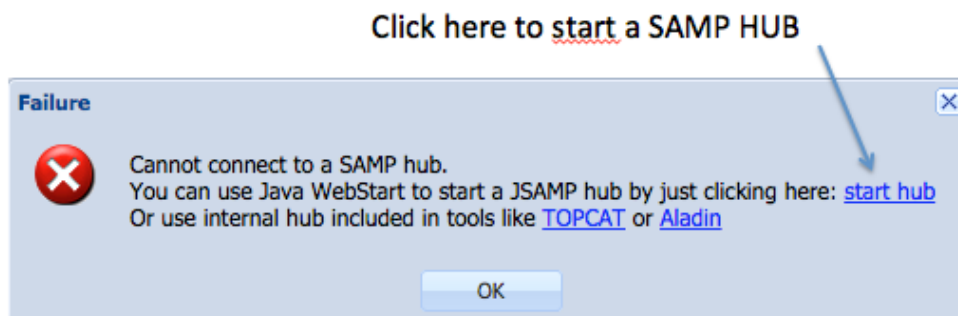 Click here to start a SAMP HUB
Failure
Cannot connect to a SAMP hub.
You can use Java WebStart to start a JSAMP hub by just clicking here: start hub
Or use internal hub included in tools like TOPCAT or Aladin
OK